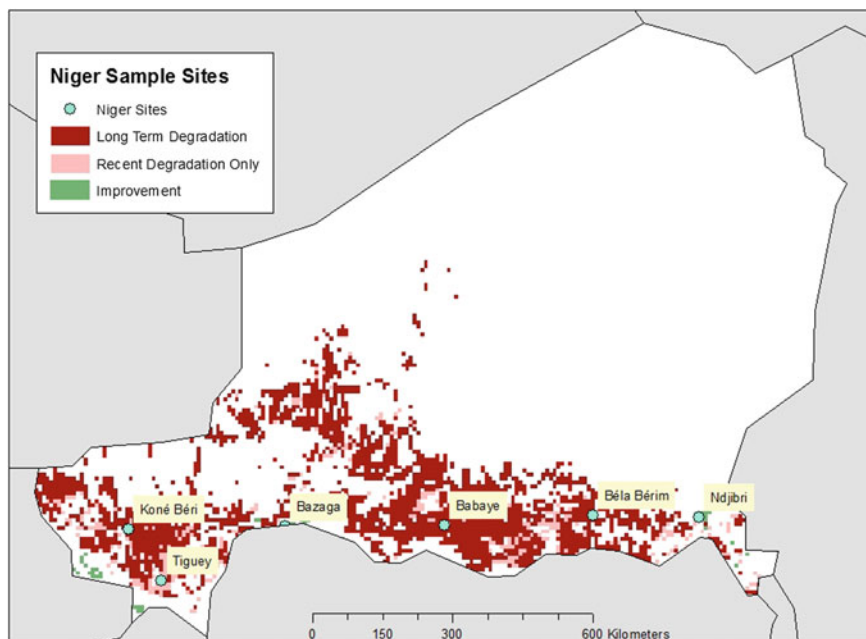 Niger Sample Sites
Niger Sites
Long Term Degradation
Recent Degradation Only
Improvement
Koné Béri
Bazaga
Babaye
Béla Bérim
Ndjibri
Tiguey
0 150 300 600 Kilometers